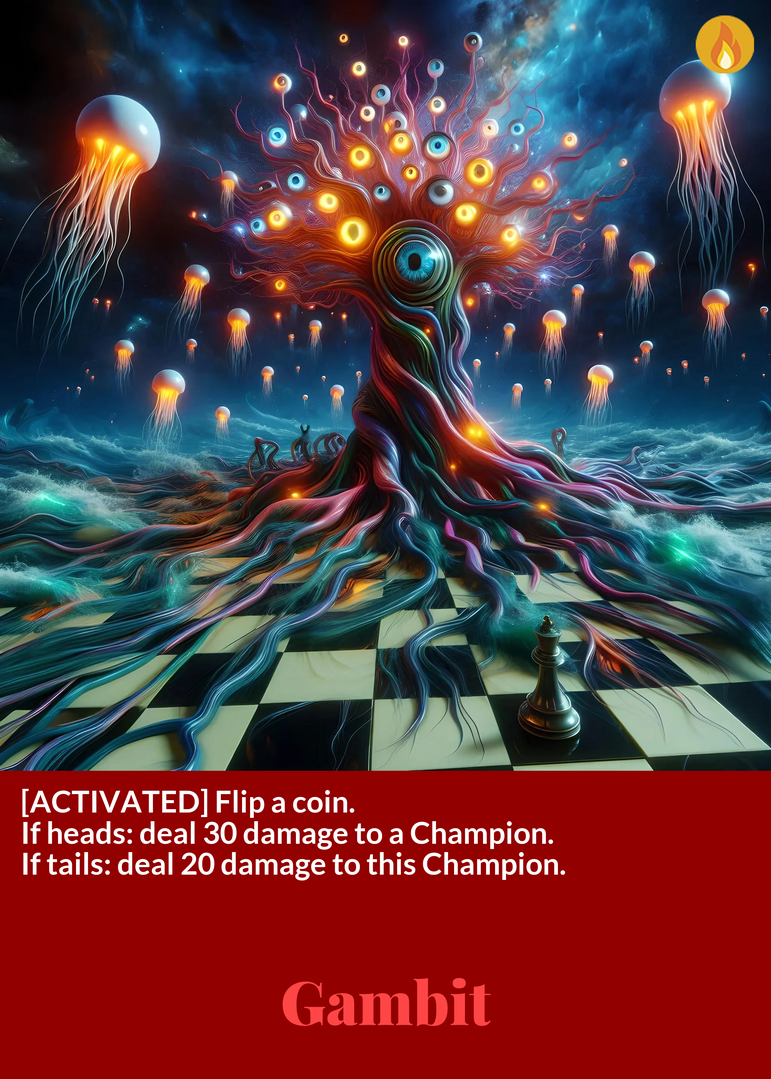 [ACTIVATED] Flip a coin.
If heads: deal 30 damage to a Champion.
If tails: deal 20 damage to this Champion.
Gambit